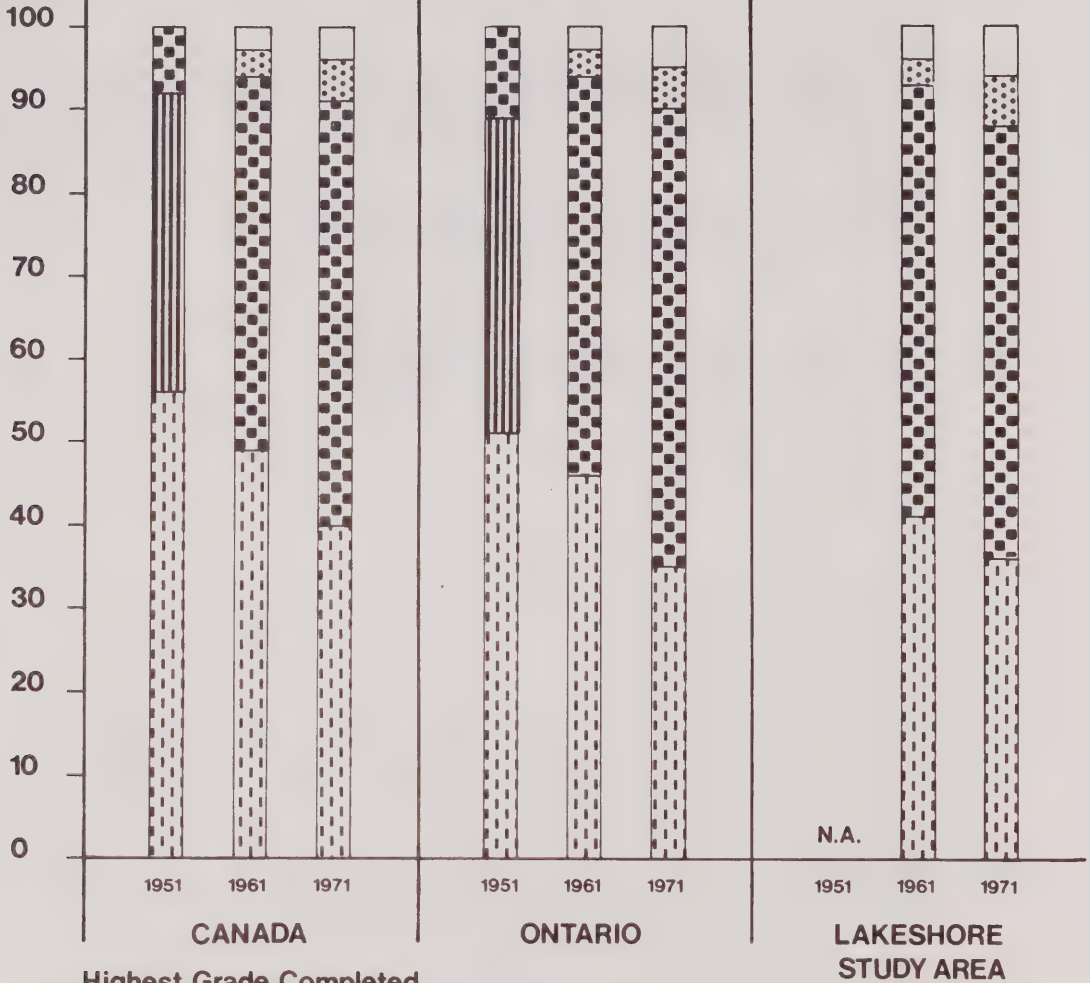 100
90
80
70
60
50
40
30
20
10
0
N.A.
1951 1961 1971 1951 1961 1971 1951 1961 1971
CANADA ONTARIO LAKESHORE
STUDY AREA
Highest Grade Completed